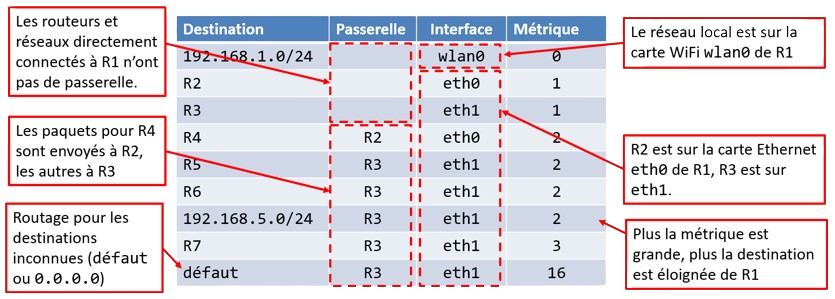 Les routeurs et
réseaux directement
connectés à R1 n'ont
pas de passerelle.
Les paquets pour R4
sont envoyés à R2,
les autres à R3
Routage pour les
destinations
inconnues (défaut
ou 0.0.0.0)
Destination Passerelle Interface Métrique
192.168.1.0/24 wlan0 0
R2 eth0 1
R3 eth1 1
R4 R2 eth0 2
R5 R3 eth1 2
R6 R3 eth1 2
192.168.5.0/24 R3 eth1 2
R7 R3 eth1 3
défaut R3 eth1 16
Le réseau local est sur la
carte WiFi wlan0 de R1
R2 est sur la carte Ethernet
eth0 de R1, R3 est sur
eth1.
Plus la métrique est
grande, plus la destination
est éloignée de R1